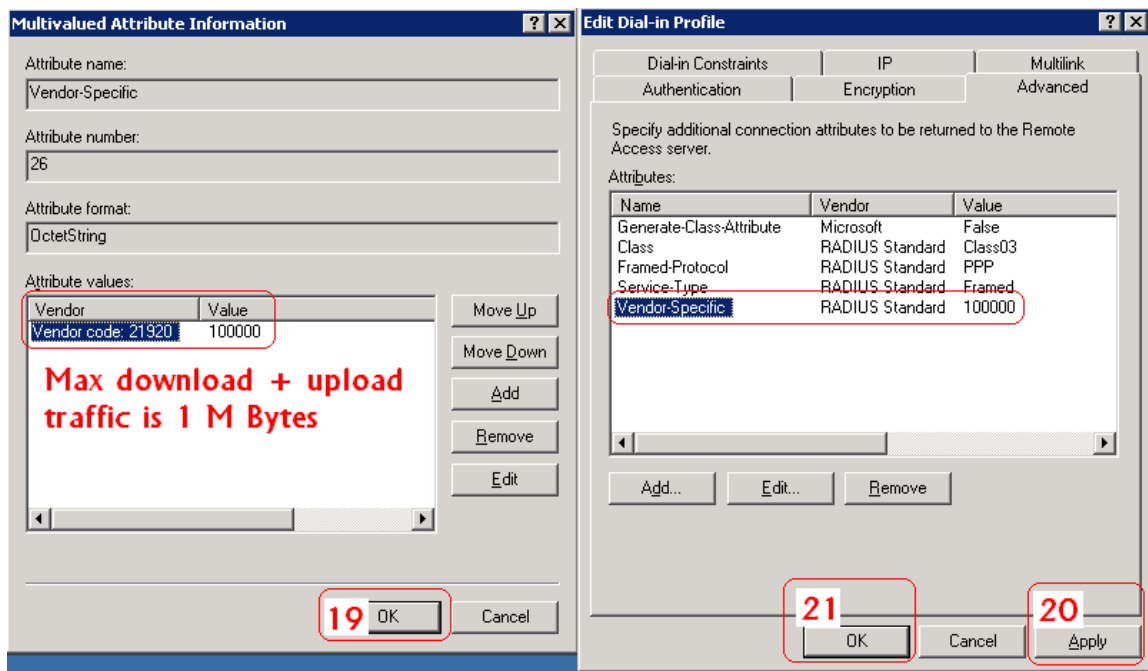 Multivalued Attribute Information
Attribute name:
Vendor-Specific
Attribute number:
26
Attribute format:
OctetString
Attribute values:
Vendor Value
Vendor code: 21920 100000
Max download + upload
traffic is 1 M Bytes
Move Up
Move Down
Add
Remove
Edit
19 OK Cancel
Edit Dial-in Profile
Dial-in Constraints IP Multilink
Authentication Encryption Advanced
Specify additional connection attributes to be returned to the Remote
Access server.
Attributes:
Name Vendor Value
Generate-Class-Attribute Microsoft False
Class RADIUS Standard Class03
Framed-Protocol RADIUS Standard PPP
Service-Type RADIUS Standard Framed
Vendor-Specific RADIUS Standard 100000
Add... Edit... Remove
21 20
OK Cancel Apply